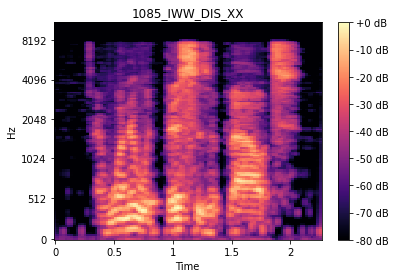 1085_IWW_DIS_XX
+0 dB
8192
-10 dB
-20 dB
4096
-30 dB
2048
Hz
-40 dB
1024
-50 dB
512
-60 dB
-70 dB
0
-80 dB
0
0.5
1
1.5
2
Time